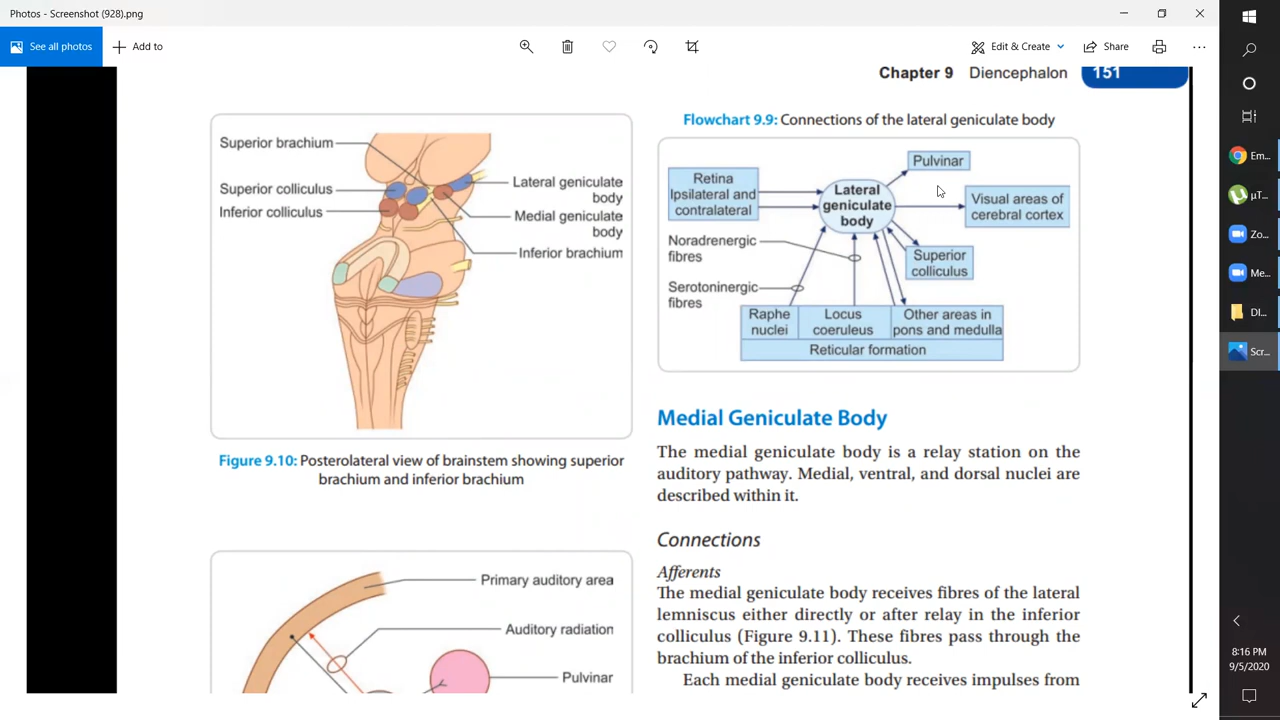 Photos - Screenshot (928).png
See all photos
Add to
Edit & Create
Share
Chapter 9 Diencephalon 151
Superior brachium
Superior colliculus
Inferior colliculus
Lateral geniculate
body
Medial geniculate
body
Inferior brachium
Figure 9.10: Posterolateral view of brainstem showing superior
brachium and inferior brachium
Primary auditory area
Auditory radiation
Pulvinar
Flowchart 9.9: Connections of the lateral geniculate body
Retina
Ipsilateral and
contralateral
Lateral
geniculate
body
Pulvinar
Visual areas of
cerebral cortex
Superior
colliculus
Noradrenergic
fibres
Serotoninergic
fibres
Raphe
nuclei
Locus
coeruleus
Other areas in
pons and medulla
Reticular formation
Medial Geniculate Body
The medial geniculate body is a relay station on the
auditory pathway. Medial, ventral, and dorsal nuclei are
described within it.
Connections
Afferents
The medial geniculate body receives fibres of the lateral
lemniscus either directly or after relay in the inferior
colliculus (Figure 9.11). These fibres pass through the
brachium of the inferior colliculus.
Each medial geniculate body receives impulses from
Em...
µT...
Zo...
Me...
DI...
Scr...
8:16 PM
9/5/2020